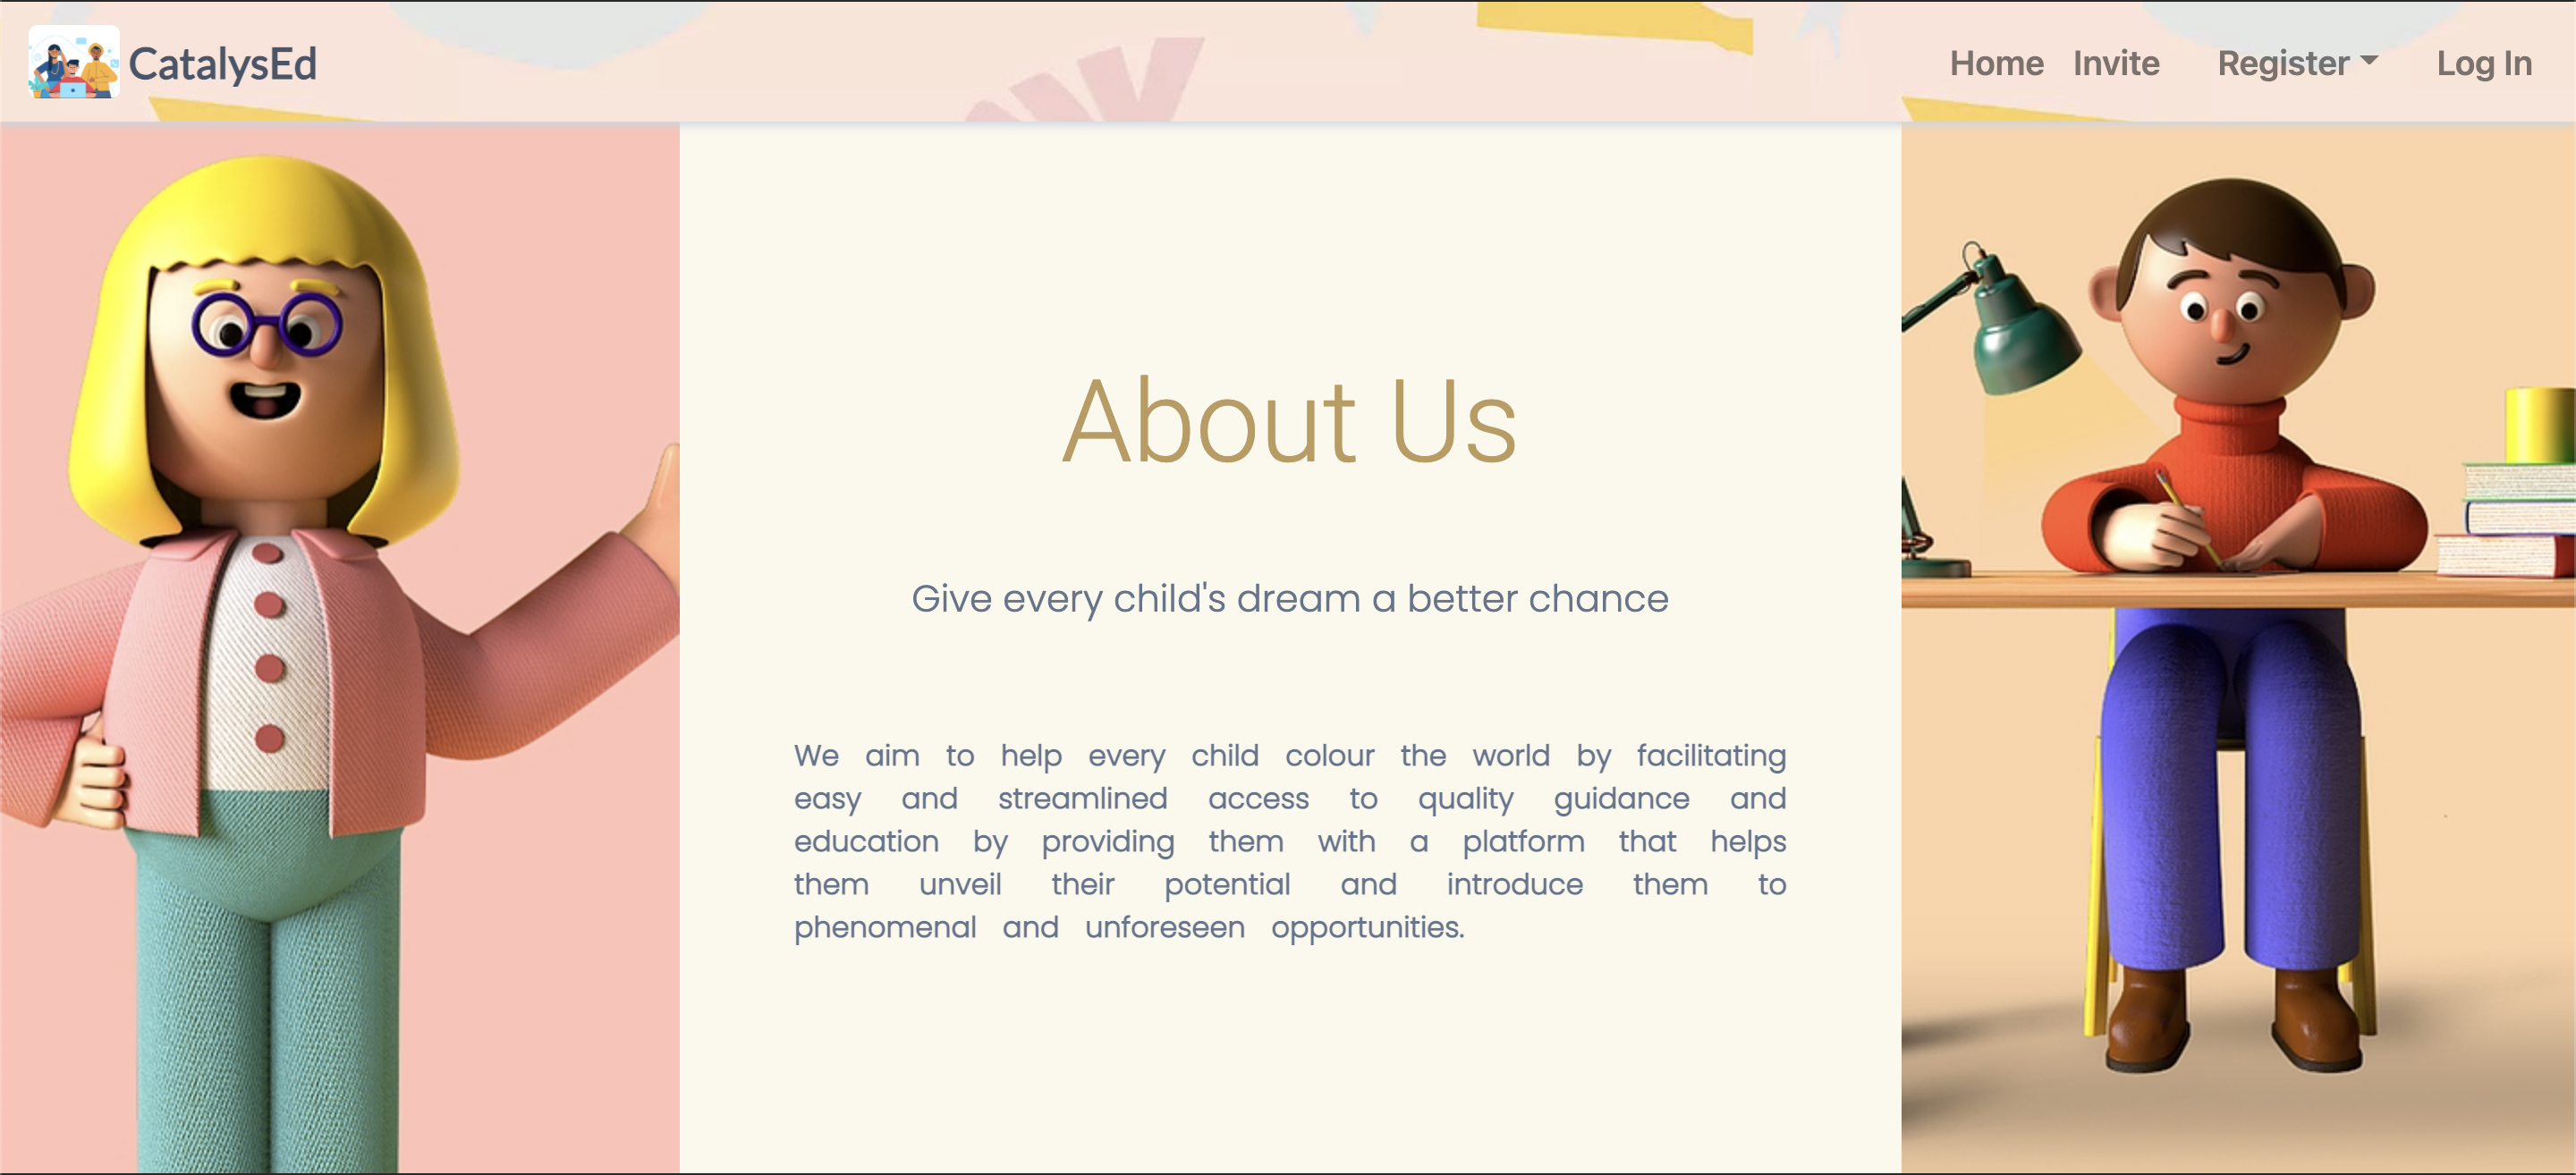 CatalysEd
Home Invite Register Log In
About Us
Give every child's dream a better chance
We aim to help every child colour the world by facilitating
easy and streamlined access to quality guidance and
education by providing them with a platform that helps
them unveil their potential and introduce them to
phenomenal and unforeseen opportunities.